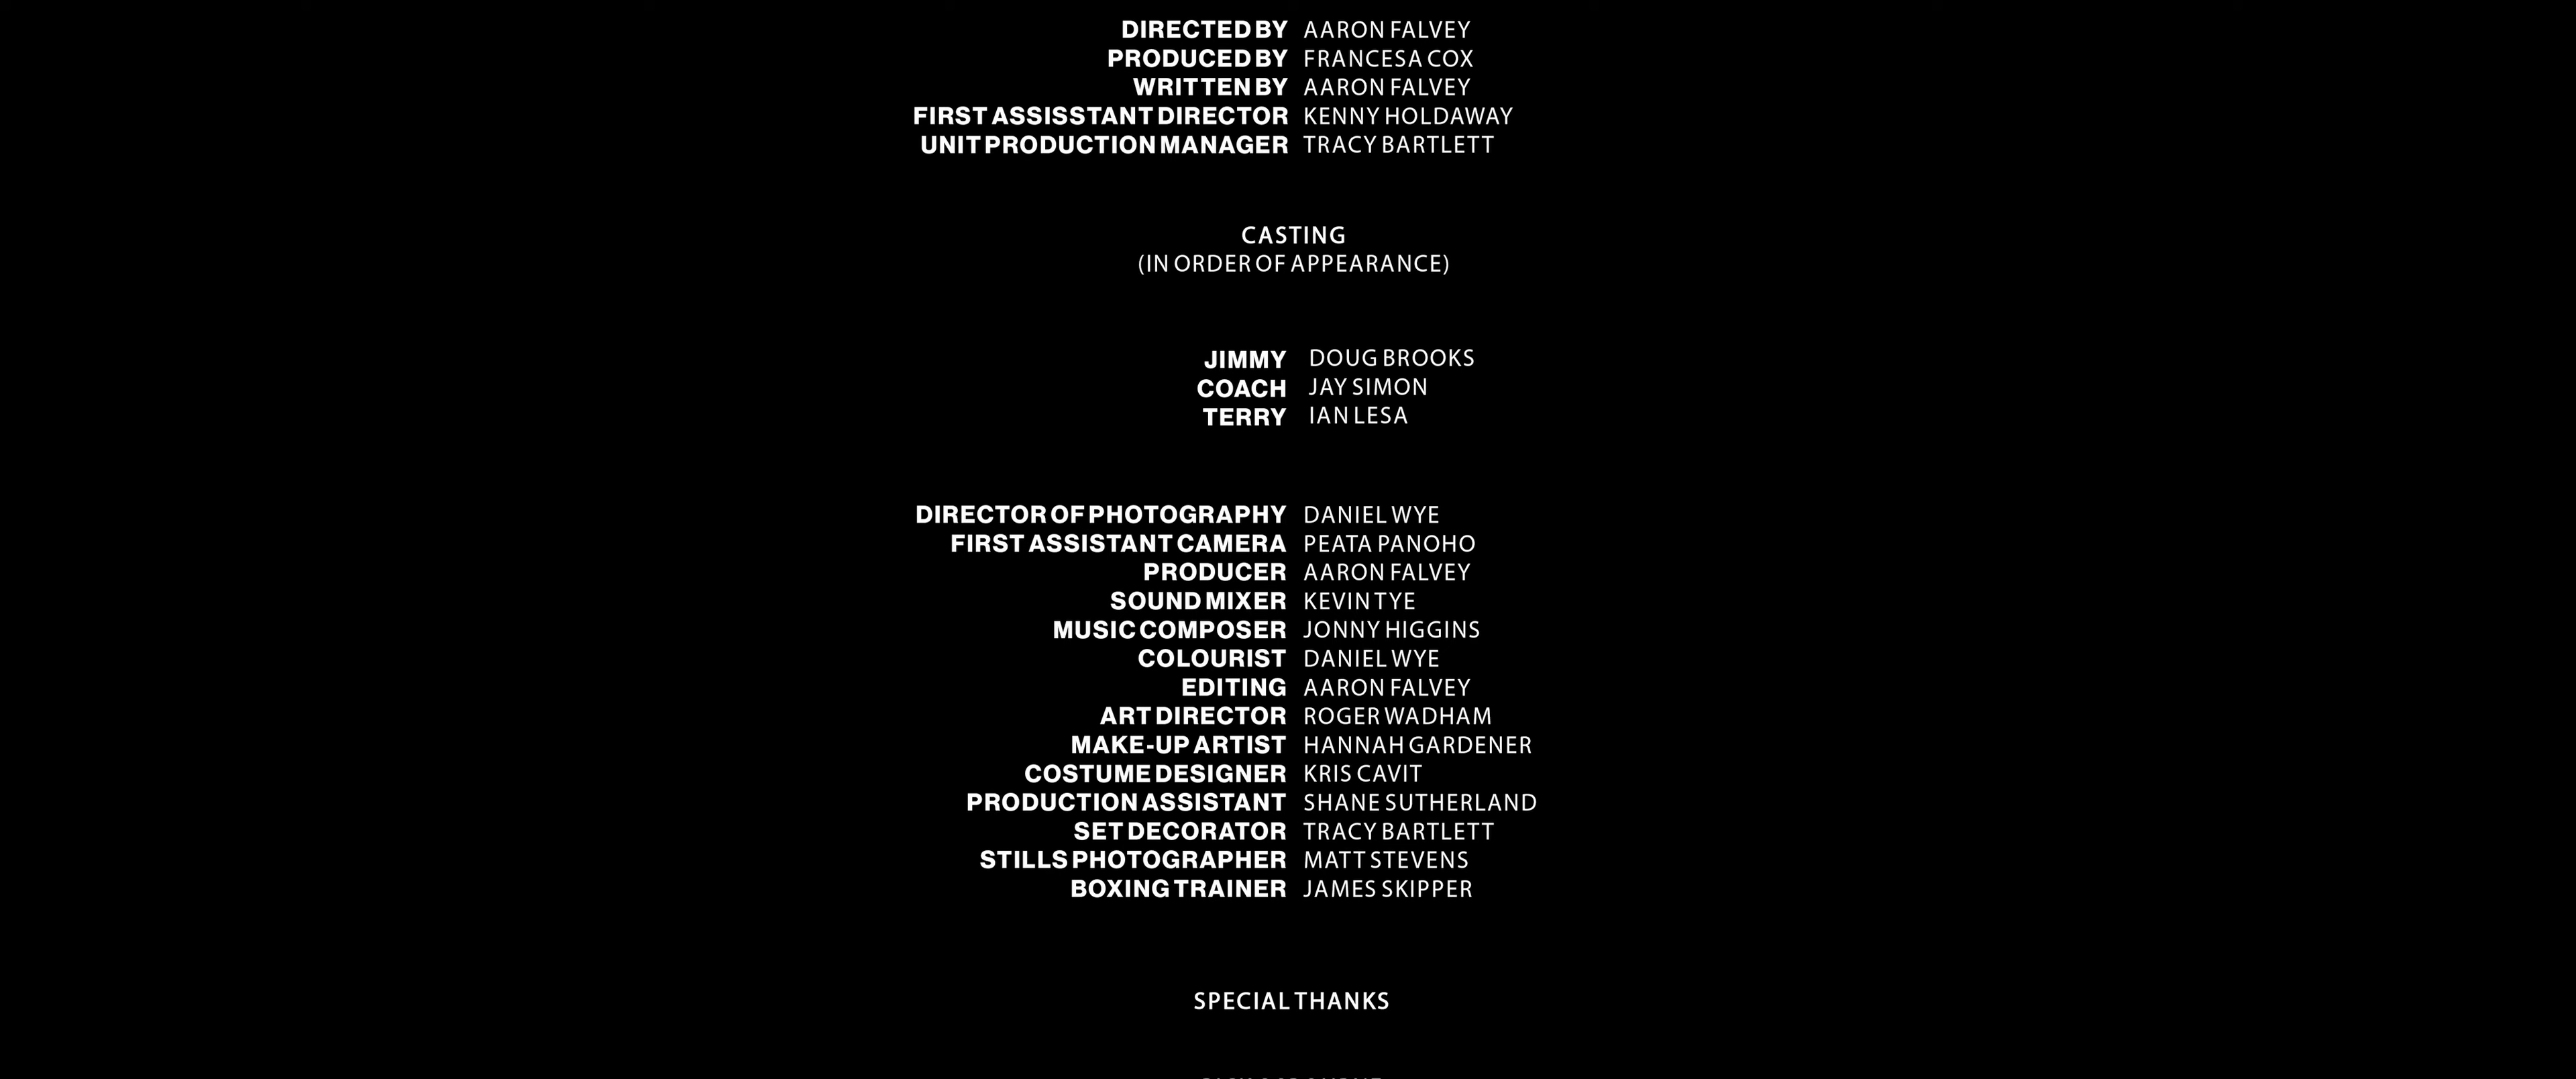 DIRECTED BY AARON FALVEY
PRODUCED BY FRANCESA COX
WRITTEN BY AARON FALVEY
FIRST ASSISSTANT DIRECTOR KENNY HOLDAWAY
UNIT PRODUCTION MANAGER TRACY BARTLETT
CASTING
(IN ORDER OF APPEARANCE)
JIMMY DOUG BROOKS
COACH JAY SIMON
TERRY IAN LESA
DIRECTOR OF PHOTOGRAPHY DANIEL WYE
FIRST ASSISTANT CAMERA PEATA PANOHO
PRODUCER AARON FALVEY
SOUND MIXER KEVIN TYE
MUSIC COMPOSER JONNY HIGGINS
COLOURIST DANIEL WYE
EDITING AARON FALVEY
ART DIRECTOR ROGER WADHAM
MAKE-UP ARTIST HANNAH GARDENER
COSTUME DESIGNER KRIS CAVIT
PRODUCTION ASSISTANT SHANE SUTHERLAND
SET DECORATOR TRACY BARTLETT
STILLS PHOTOGRAPHER MATT STEVENS
BOXING TRAINER JAMES SKIPPER
SPECIAL THANKS